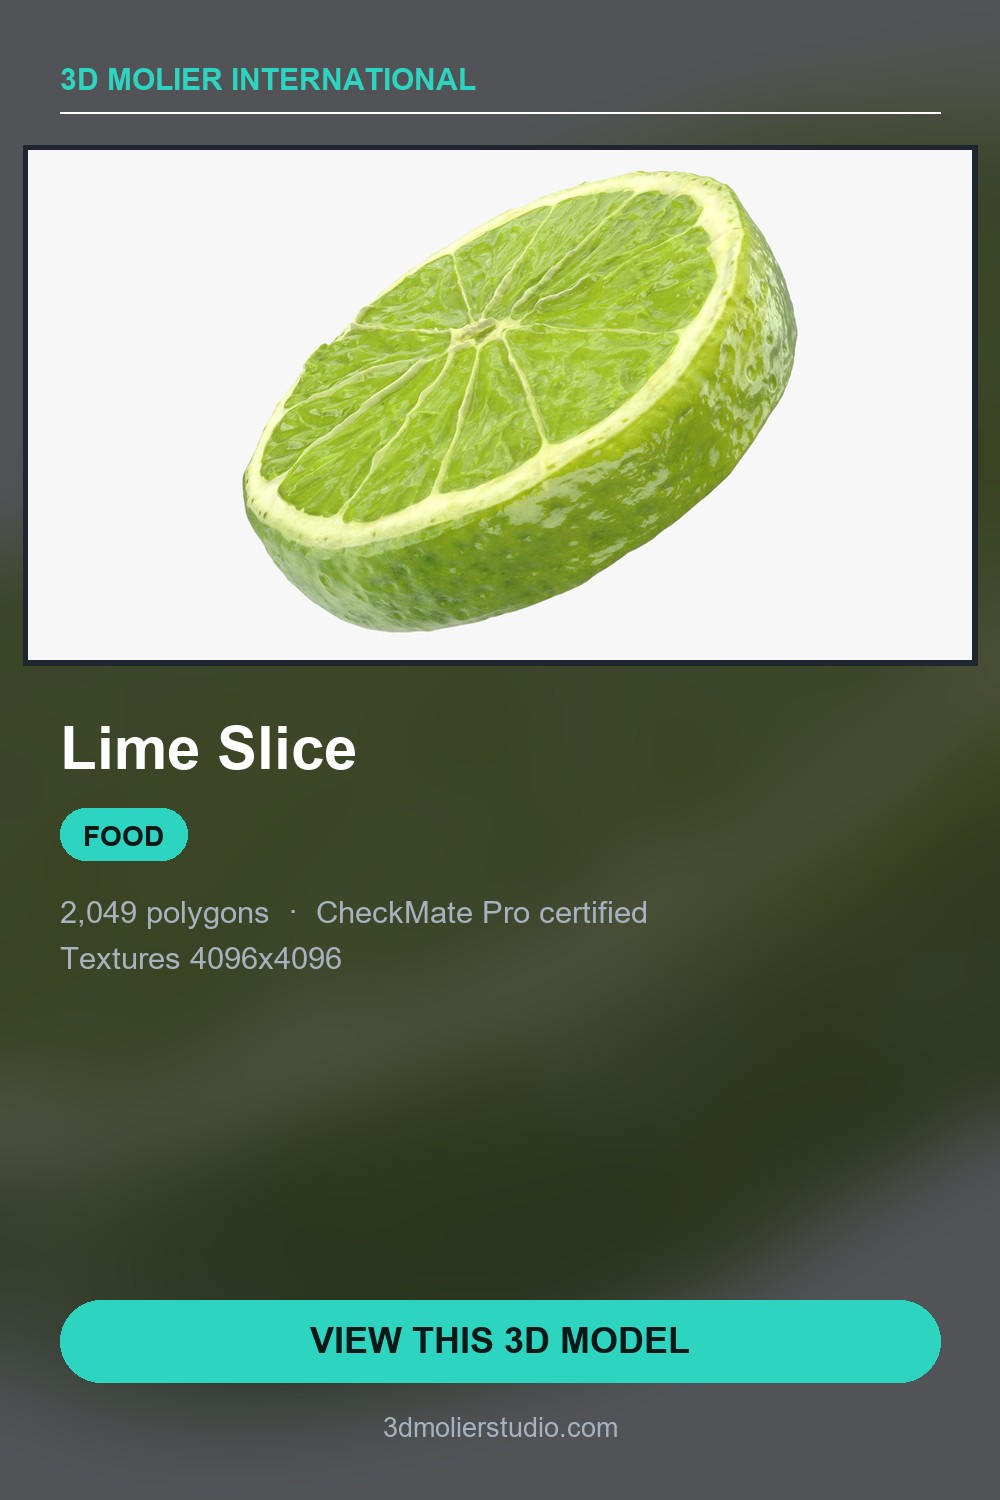 3D MOLIER INTERNATIONAL
Lime Slice
FOOD
2,049 polygons · CheckMate Pro certified
Textures 4096x4096
VIEW THIS 3D MODEL
3dmolierstudio.com